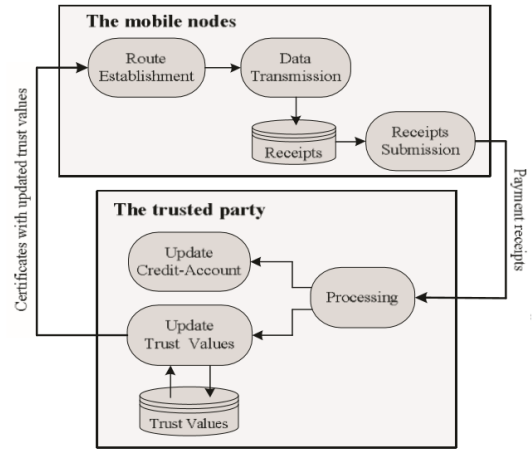 The mobile nodes
Route
Establishment
Data
Transmission
Receipts
Receipts
Submission
Certificates with updated trust values
Payment receipts
The trusted party
Update
Credit-Account
Processing
Update
Trust Values
Trust Values